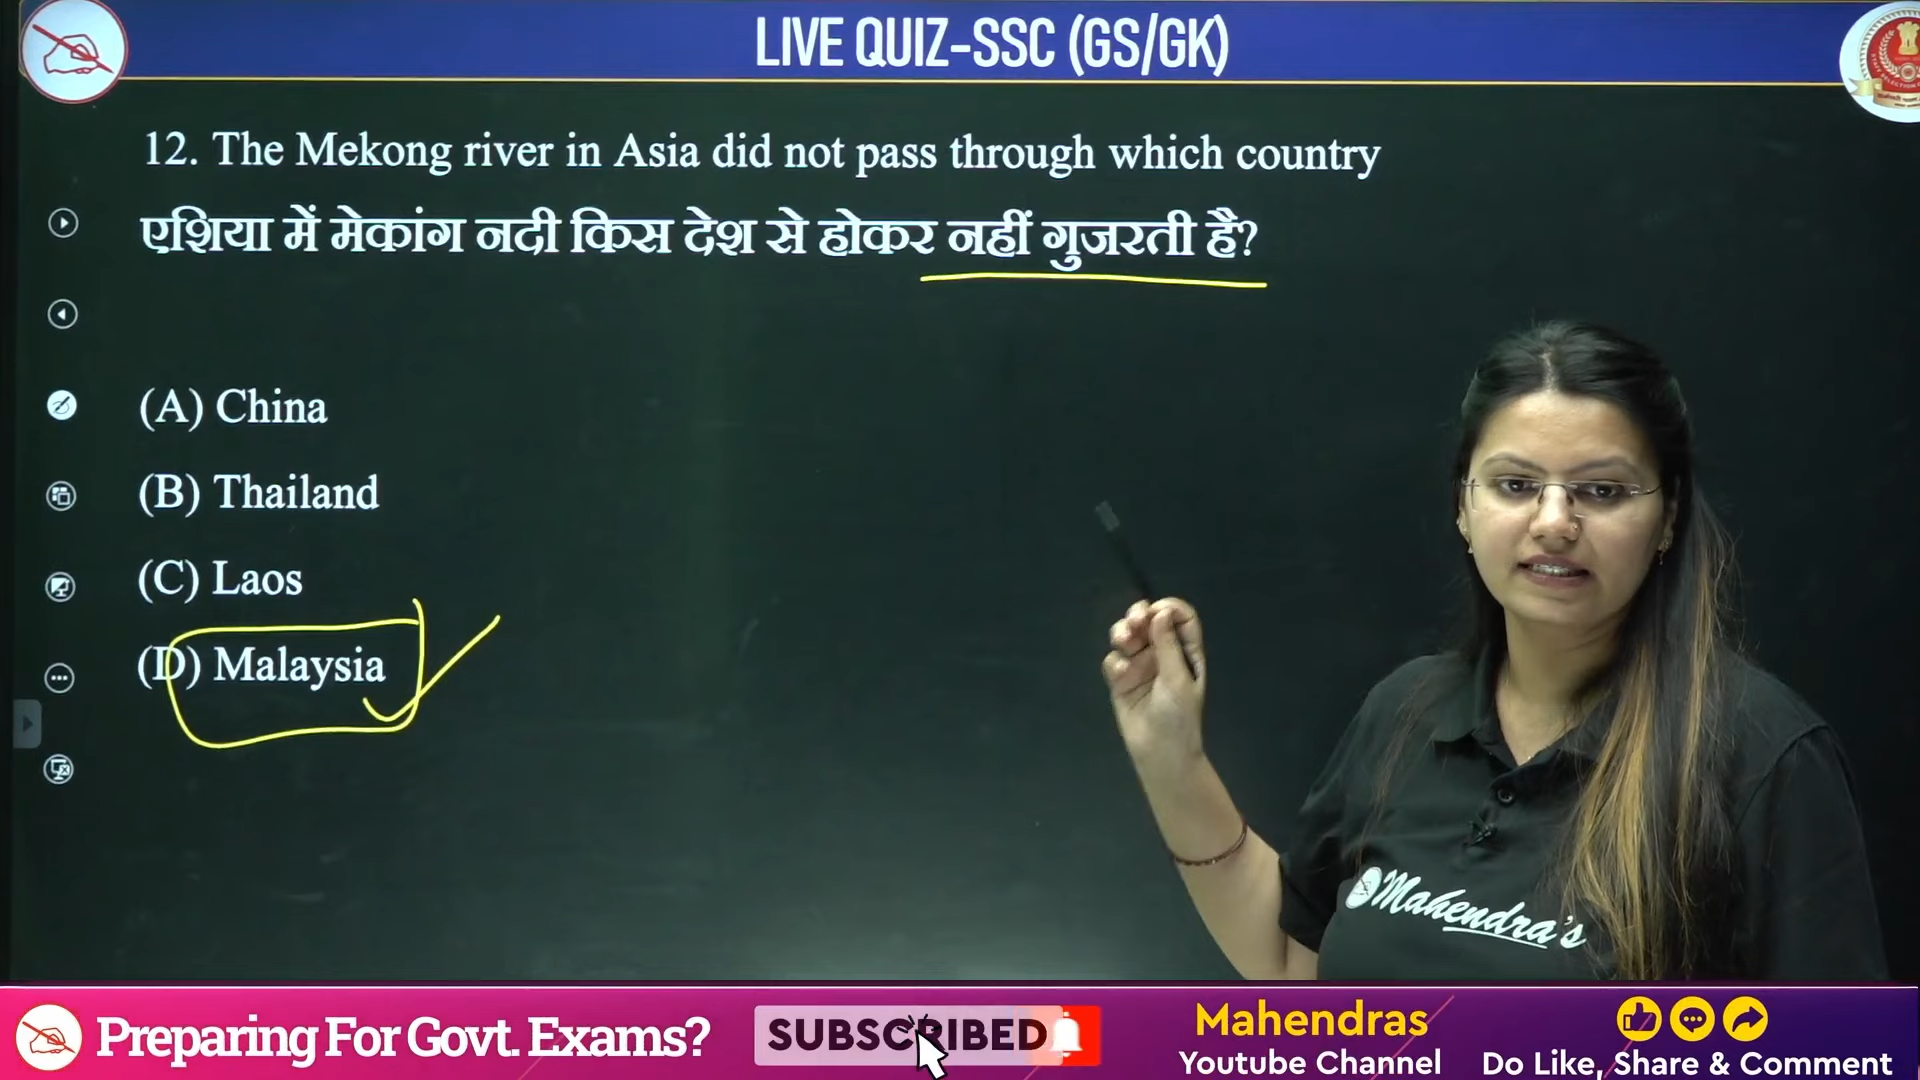 LIVE QUIZ-SSC (GS/GK)
12. The Mekong river in Asia did not pass through which country
एशिया में मेकांग नदी किस देश से होकर नहीं गुजरती है?
(A) China
(B) Thailand
(C) Laos
(D) Malaysia
Mahendra's
Preparing For Govt. Exams?
SUBSCRIBED
Mahendras
Youtube Channel
Do Like, Share & Comment